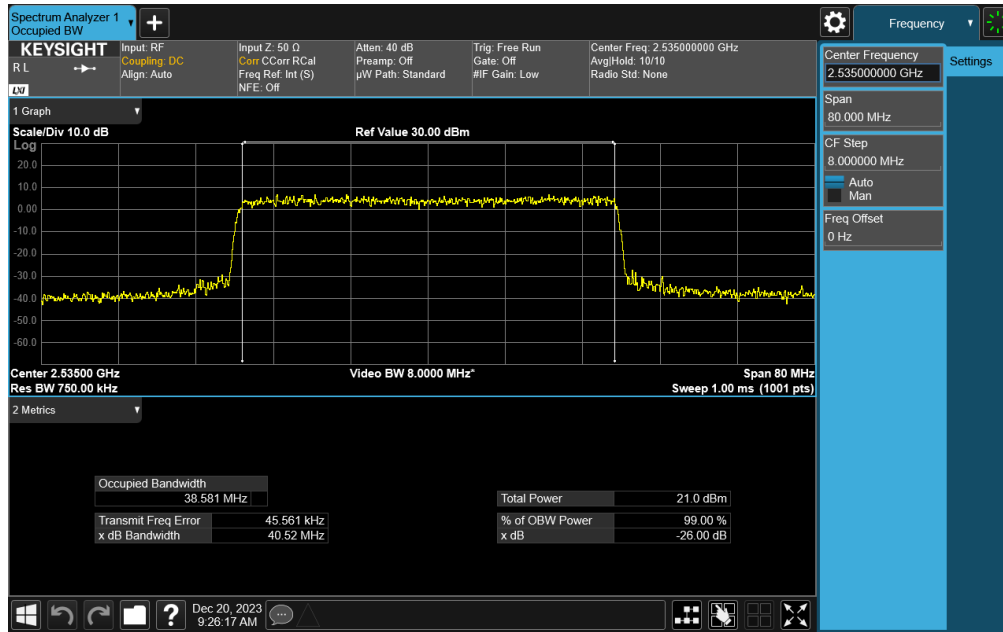 Spectrum Analyzer 1
Occupied BW
Frequency
KEYSIGHT
R L
LXI
Input: RF
Coupling: DC
Align: Auto
Input Z: 50 Ω
Corr CCorr RCal
Freq Ref: Int (S)
NFE: Off
Atten: 40 dB
Preamp: Off
µW Path: Standard
Trig: Free Run
Gate: Off
#IF Gain: Low
Center Freq: 2.535000000 GHz
Avg|Hold: 10/10
Radio Std: None
Center Frequency
2.535000000 GHz
Settings
Span
80.000 MHz
CF Step
8.000000 MHz
Auto
Man
Freq Offset
0 Hz
1 Graph
Scale/Div 10.0 dB
Ref Value 30.00 dBm
Log
20.0
10.0
0.00
-10.0
-20.0
-30.0
-40.0
-50.0
-60.0
Center 2.53500 GHz
Video BW 8.0000 MHz*
Span 80 MHz
Res BW 750.00 kHz
Sweep 1.00 ms (1001 pts)
2 Metrics
Occupied Bandwidth
38.581 MHz
Total Power 21.0 dBm
Transmit Freq Error 45.561 kHz
% of OBW Power 99.00 %
x dB Bandwidth 40.52 MHz
x dB -26.00 dB
Dec 20, 2023
9:26:17 AM